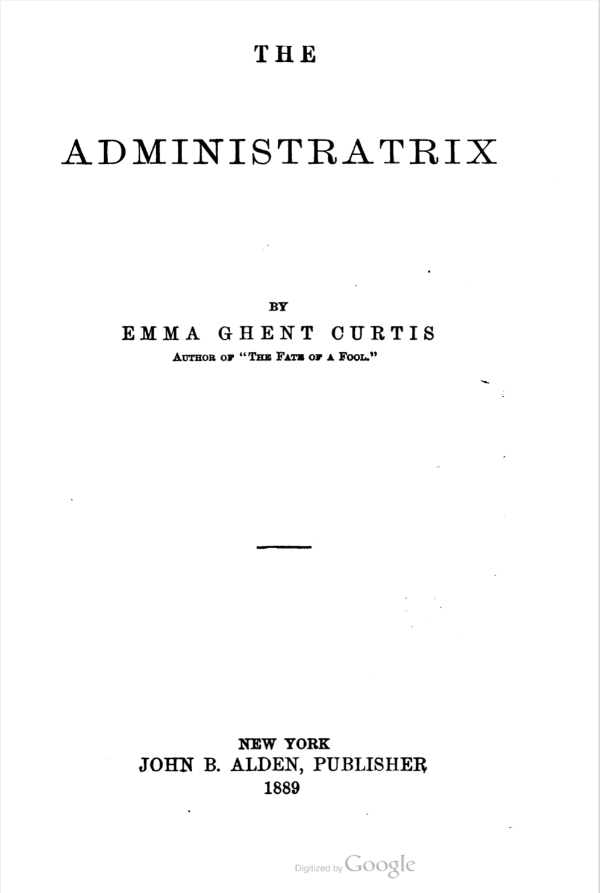 THE
ADMINISTRATRIX
BY
EMMA GHENT CURTIS
AUTHOR OF "THE FATE OF A FOOL."
NEW YORK
JOHN B. ALDEN, PUBLISHER
1889
Digitized by Google